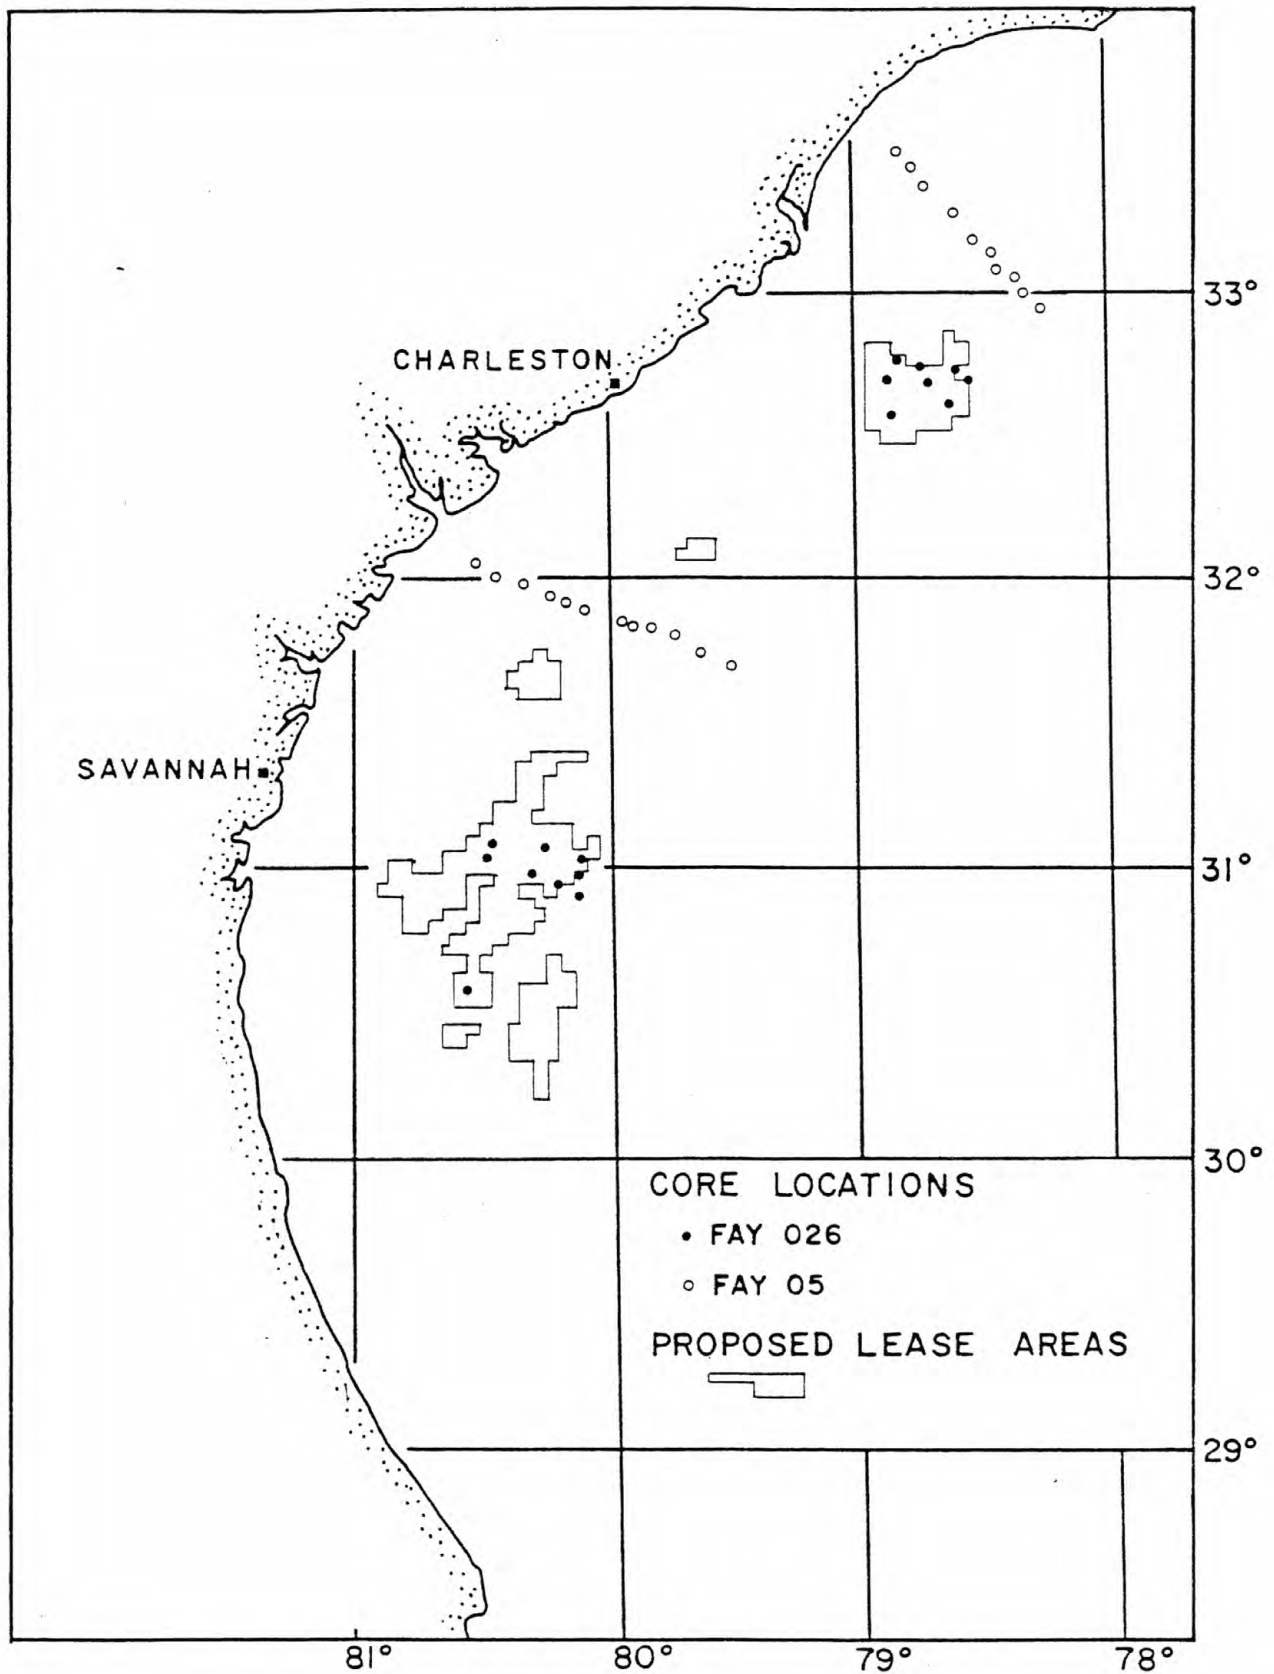 33°
CHARLESTON
32°
SAVANNAH
31°
30°
CORE LOCATIONS
FAY 026
FAY 05
PROPOSED LEASE AREAS
29°
81° 80° 79° 78°